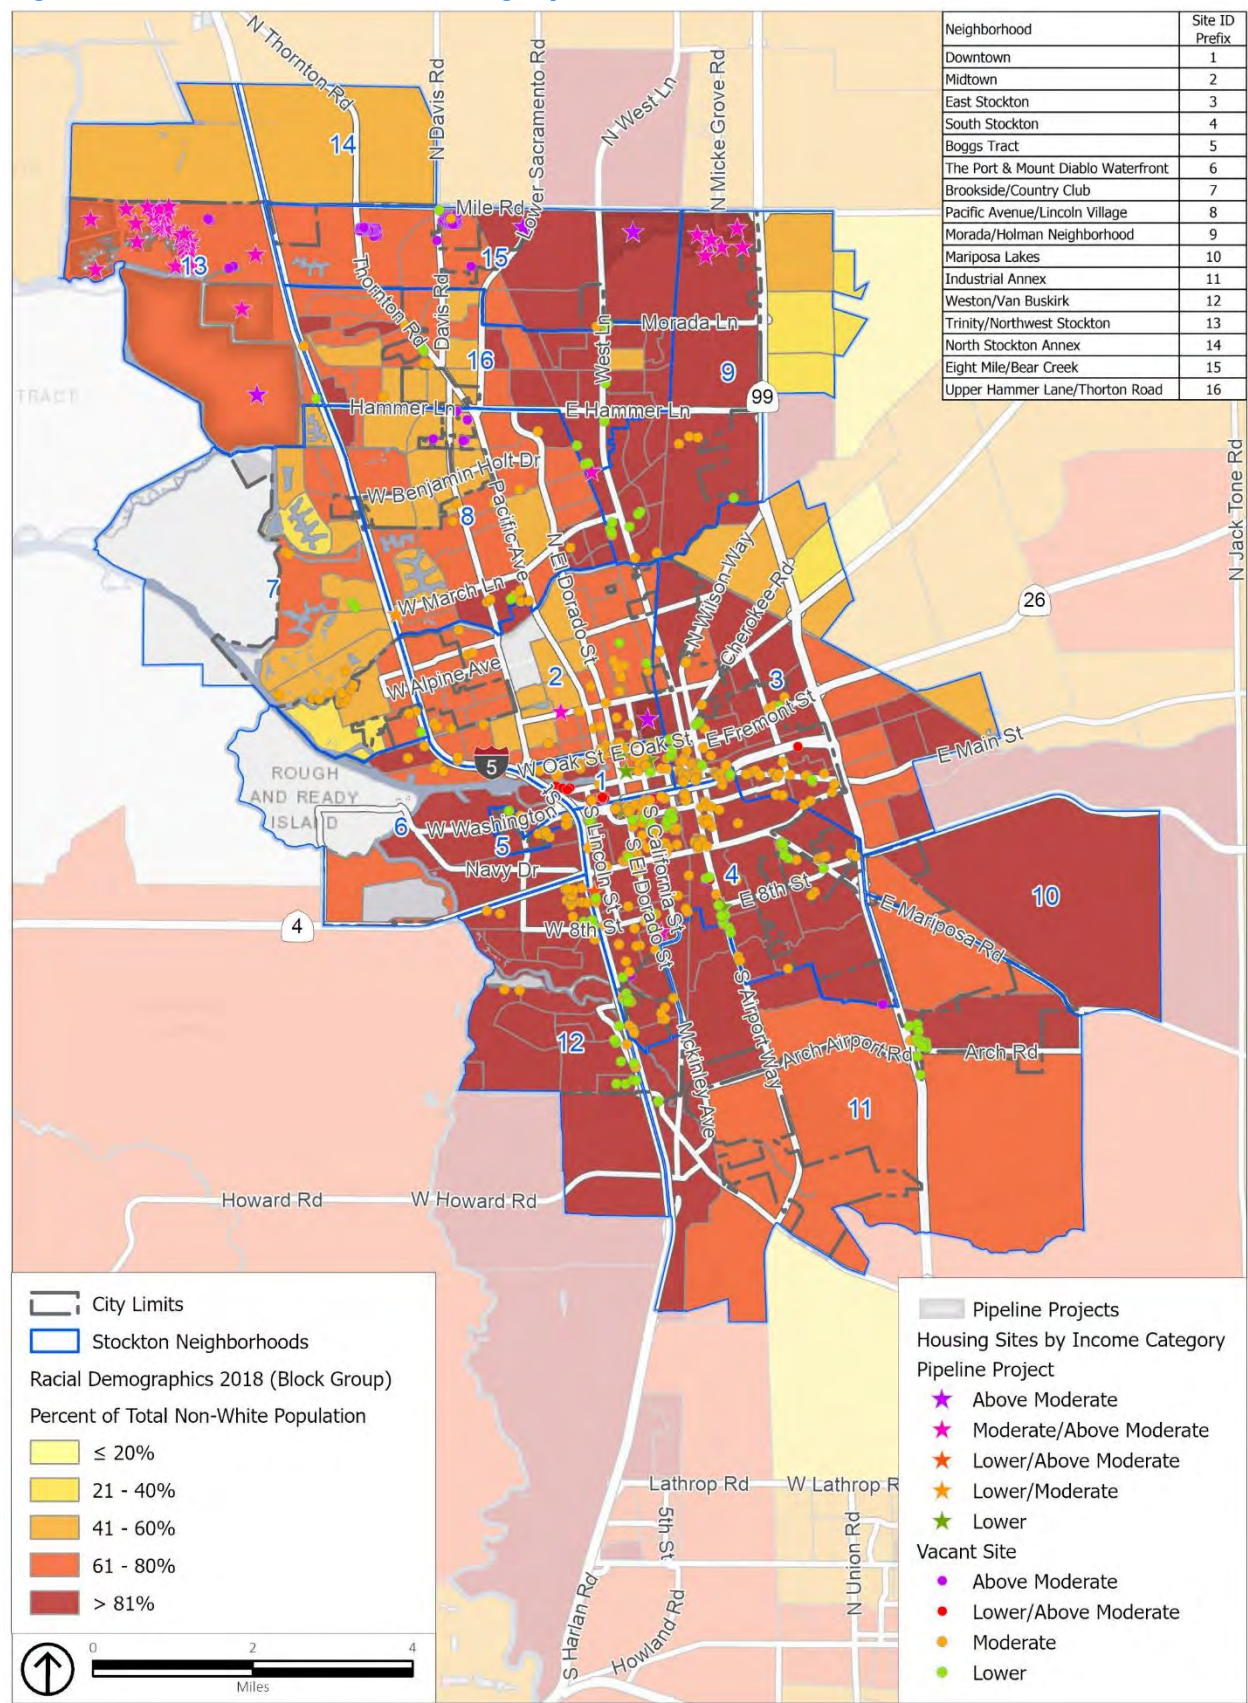 N Thornton Rd
N Davis Rd
Lower Sacramento Rd
N West Ln
N Micke Grove Rd
Neighborhood Site ID Prefix
Downtown 1
Midtown 2
East Stockton 3
South Stockton 4
Boggs Tract 5
The Port & Mount Diablo Waterfront 6
Brookside/Country Club 7
Pacific Avenue/Lincoln Village 8
Morada/Holman Neighborhood 9
Mariposa Lakes 10
Industrial Annex 11
Weston/Van Buskirk 12
Trinity/Northwest Stockton 13
North Stockton Annex 14
Eight Mile/Bear Creek 15
Upper Hammer Lane/Thorton Road 16
14
Mile Rd
13
15
Thornton Rd
Davis Rd
Morada Ln
West Ln
16
9
99
TRACT
Hammer Ln
E Hammer Ln
W Benjamin Holt Dr
Pacific Ave
8
N El Dorado St
N Wilson Way
Cherokee Rd
N Jack Tone Rd
7
W March Ln
26
W Alpine Ave
2
3
E Fremont St
E Main St
W Oak St
E Oak St
5
1
ROUGH
AND READY
ISLAND
6
W Washington
S
5
Navy Dr
S Lincoln St
S California St
S El Dorado St
4
E 8th St
10
E Mariposa Rd
4
W 8th St
S Airport Way
12
Mckinley Ave
Arch Airport Rd
Arch Rd
11
Howard Rd
W Howard Rd
Lathrop Rd
W Lathrop R
5th St
N Union Rd
S Harlan Rd
Howland Rd
City Limits
Stockton Neighborhoods
Racial Demographics 2018 (Block Group)
Percent of Total Non-White Population
≤ 20%
21 - 40%
41 - 60%
61 - 80%
> 81%
0 2 4
Miles
Pipeline Projects
Housing Sites by Income Category
Pipeline Project
Above Moderate
Moderate/Above Moderate
Lower/Above Moderate
Lower/Moderate
Lower
Vacant Site
Above Moderate
Lower/Above Moderate
Moderate
Lower